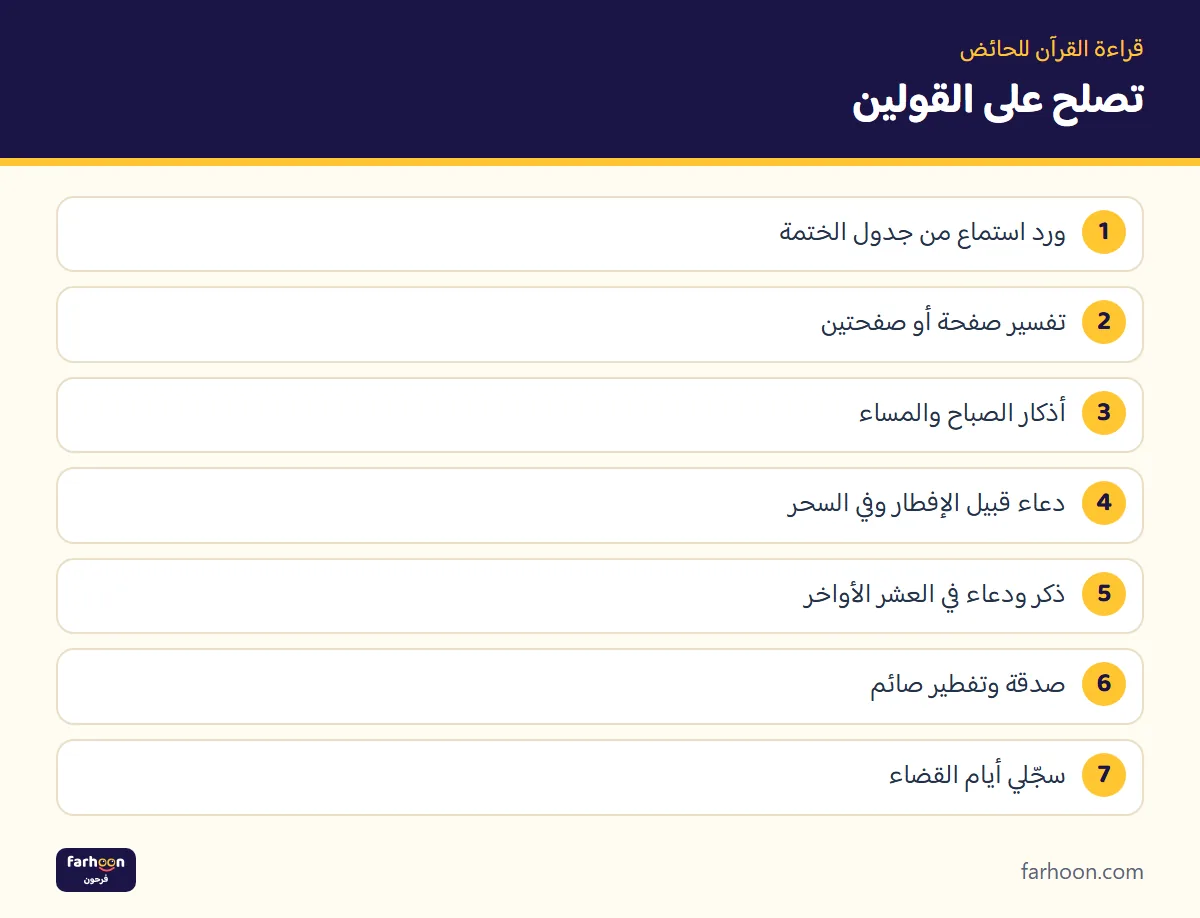 قراءة القرآن للحائض
تصلح على القولين
1 ورد استماع من جدول الختمة
2 تفسير صفحة أو صفحتين
3 أذكار الصباح والمساء
4 دعاء قبيل الإفطار وفي السحر
5 ذكر ودعاء في العشر الأواخر
6 صدقة وتفطير صائم
7 سجّلي أيام القضاء
farhoon.com
farhoon
فرحون